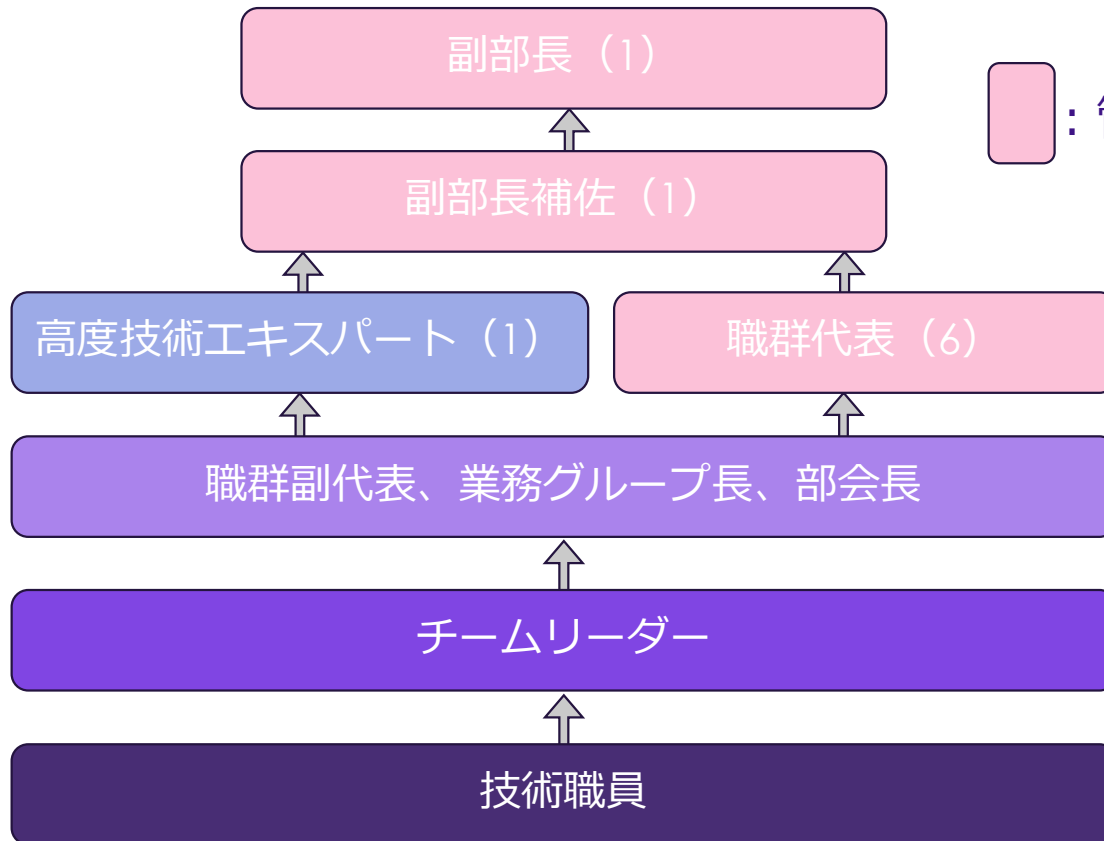 副部長（1）
：
副部長補佐（1）
高度技術エキスパート（1）
職群代表（6）
職群副代表、業務グループ長、部会長
チームリーダー
技術職員